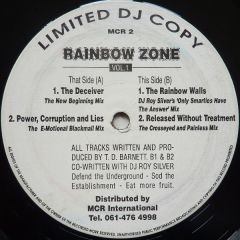 LIMITED DJ COPY
MCR 2
RAINBOW ZONE
VOL.1
That Side (A)
1. The Deceiver
The New Beginning Mix
2. Power, Corruption and Lies
The E-Motional Blackmail Mix
This Side (B)
1. The Rainbow Walls
DJ Roy Silver's 'Only Smarties Have
The Answer' Mix
2. Released Without Treatment
The Crosseyed and Painless Mix
ALL TRACKS WRITTEN AND PRO-
DUCED BY T. D. BARNETT. B1 & B2
CO-WRITTEN WITH DJ ROY SILVER
Defend the Underground - Sod the
Establishment - Eat more fruit.
Distributed by
MCR International
Tel. 061-476 4998